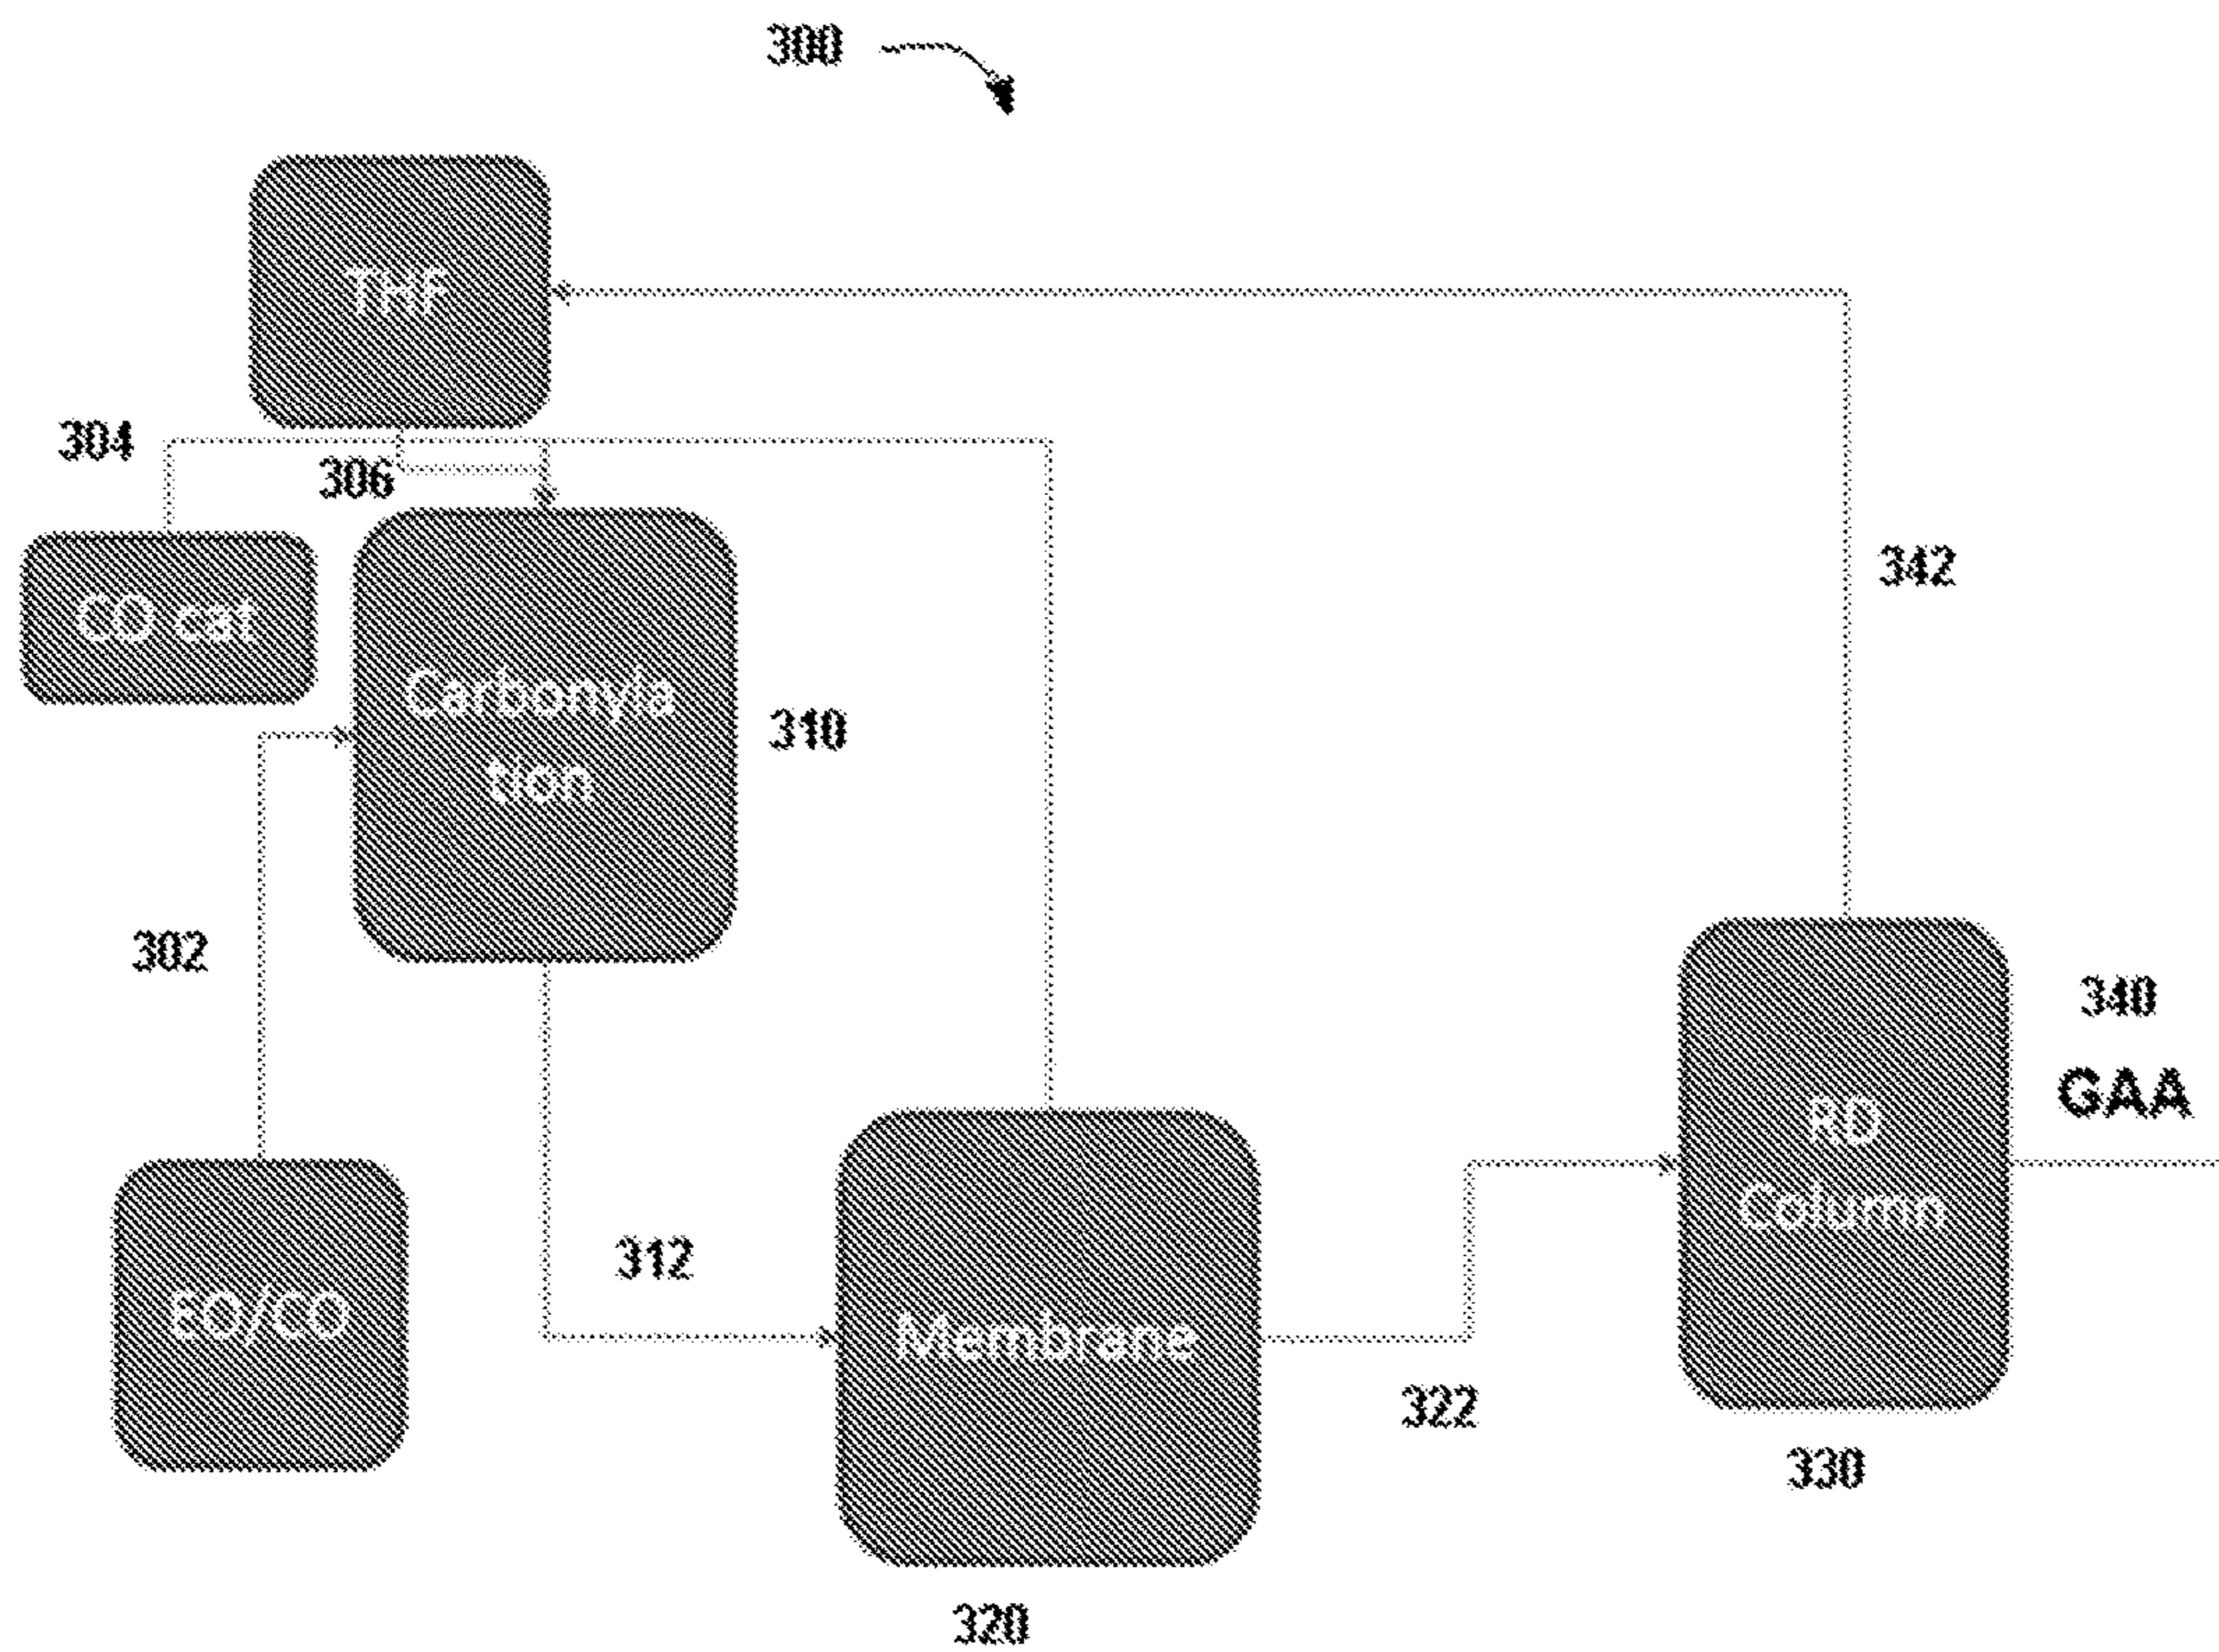 300
THF
304
306
CO cat
342
Carbonyla
tion
310
302
340
GAA
RD
Column
312
EO/CO
Membrane
322
330
320